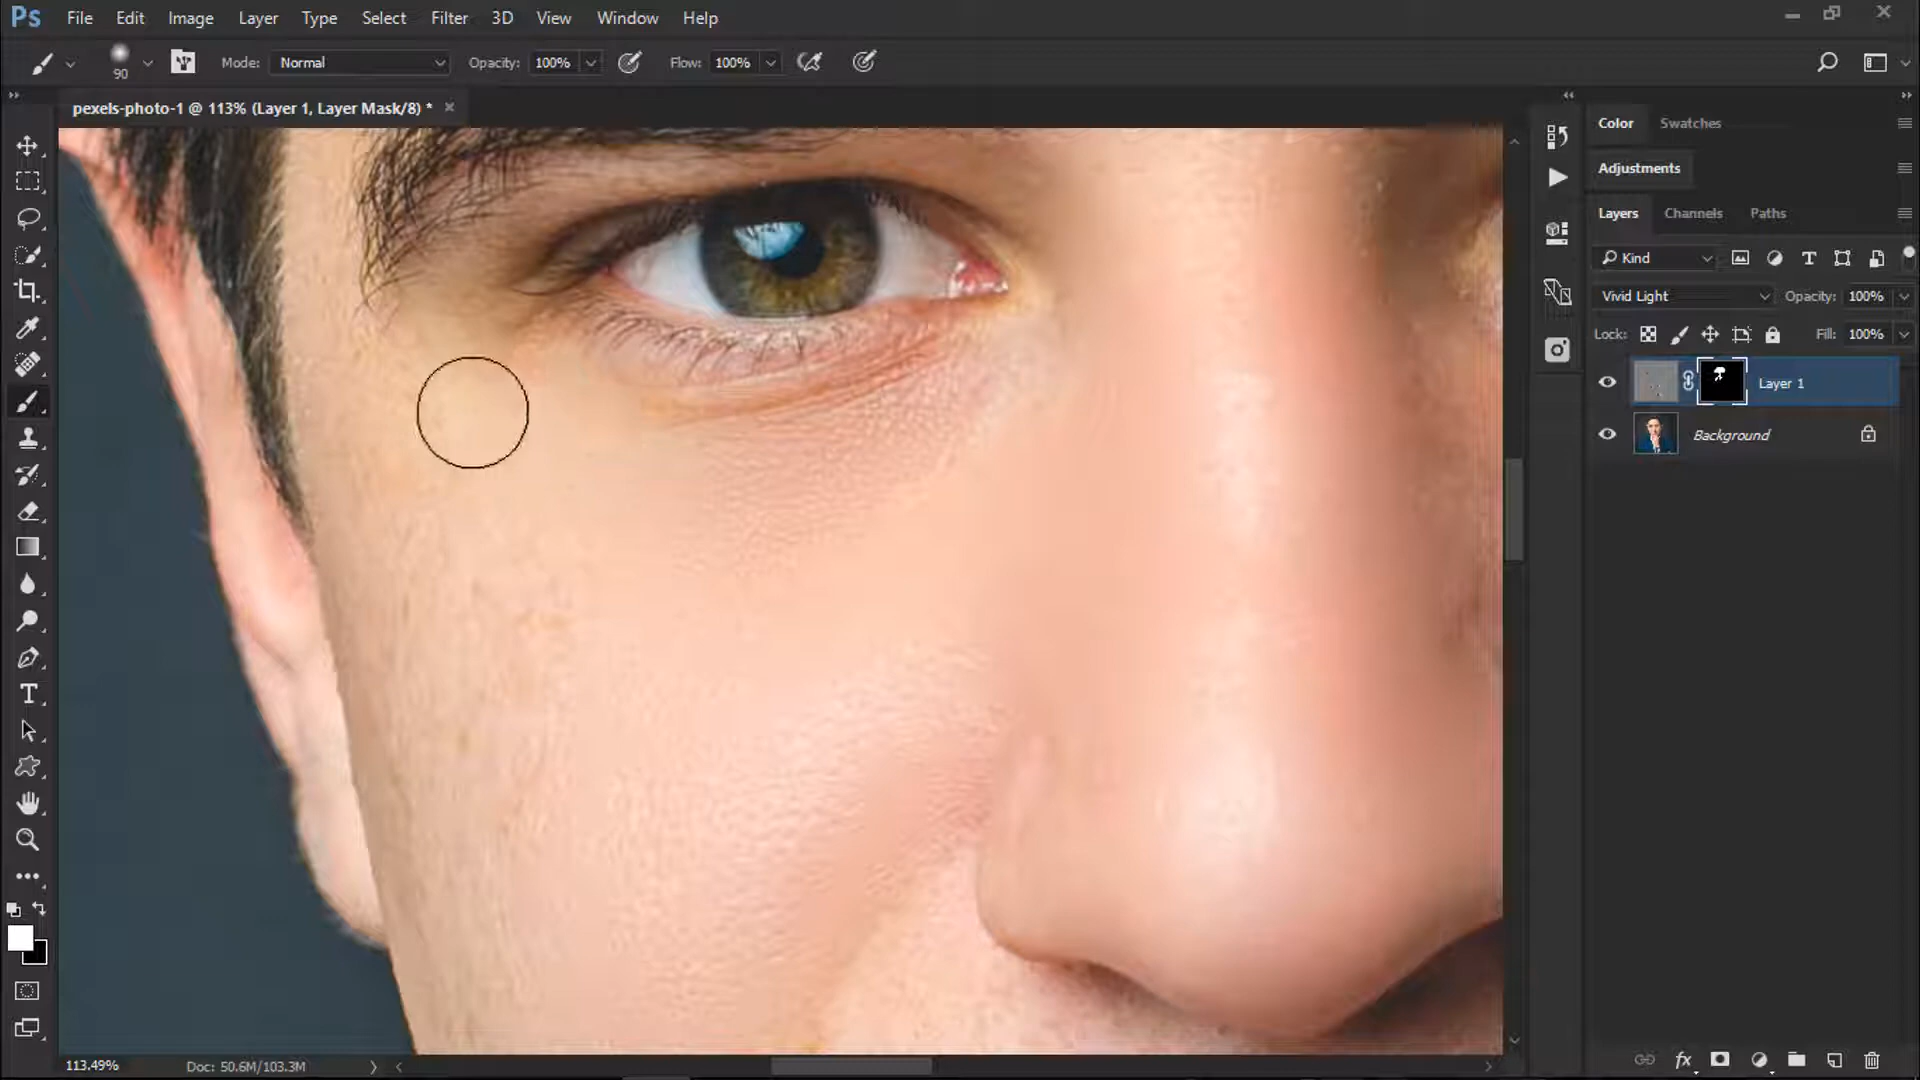 Ps File Edit Image Layer Type Select Filter 3D View Window Help
90 Mode: Normal Opacity: 100% Flow: 100%
pexels-photo-1 @ 113% (Layer 1, Layer Mask/8) *
Color Swatches
Adjustments
Layers Channels Paths
Kind
Vivid Light Opacity: 100%
Lock: Fill: 100%
Layer 1
Background
113.49% Doc: 50.6M/103.3M